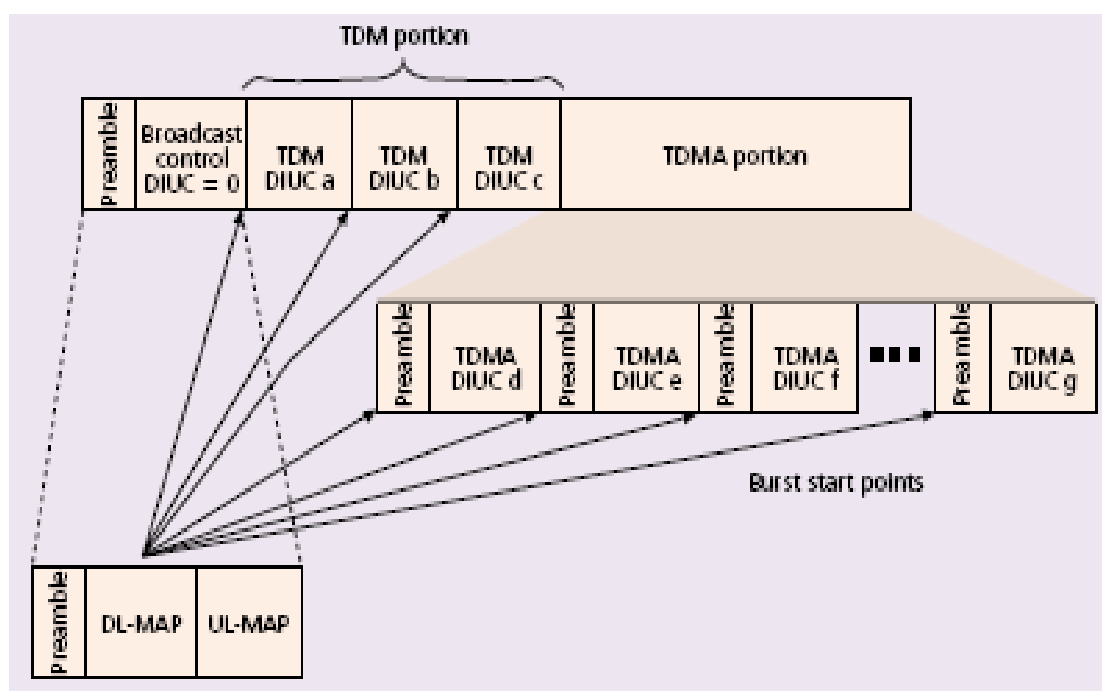 TDM portion
Preamble
Broadcast
control
DIUC = 0
TDM
DIUC a
TDM
DIUC b
TDM
DIUC c
TDMA portion
Preamble
TDMA
DIUC d
Preamble
TDMA
DIUC e
Preamble
TDMA
DIUC f
Preamble
TDMA
DIUC g
Burst start points
Preamble
DL-MAP
UL-MAP